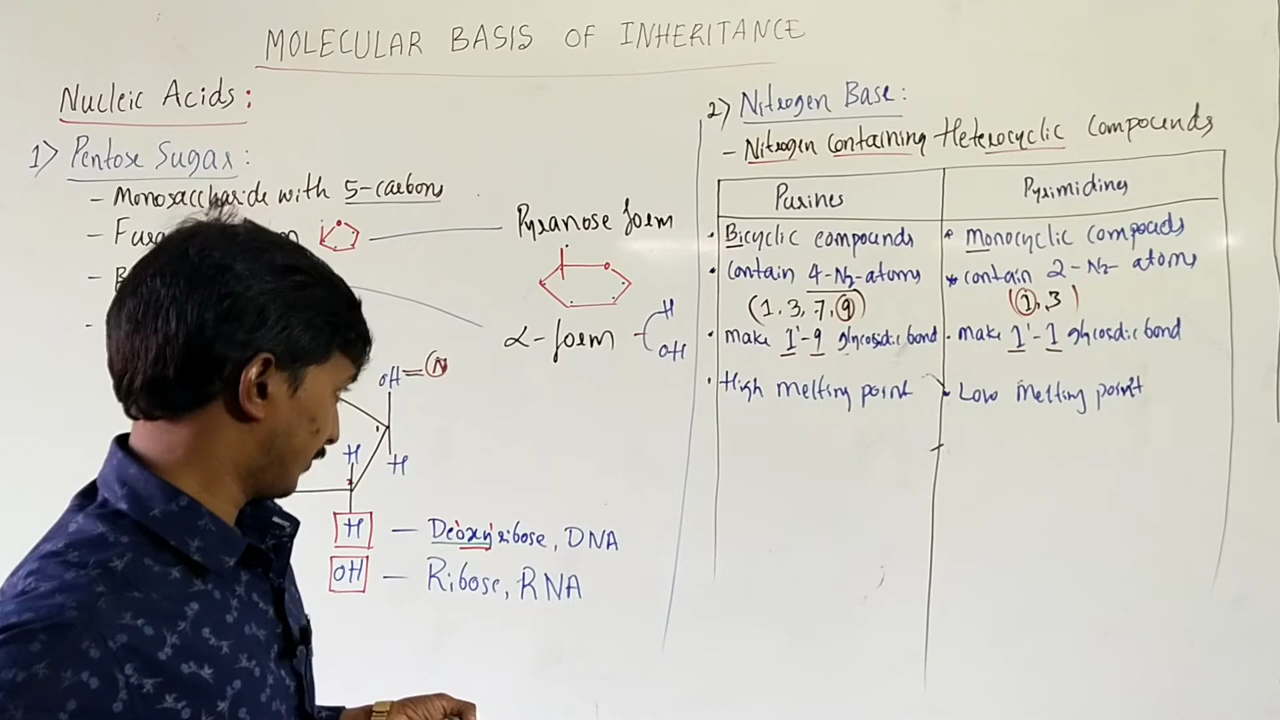 MOLECULAR BASIS OF INHERITANCE
Nucleic Acids:
1) Pentose Sugar:
- Monosaccharide with 5-carbons
Pyranose form
α-form
H
OH
OH = N
H
H
H — Deoxyribose, DNA
OH — Ribose, RNA
2) Nitrogen Base:
- Nitrogen Containing Heterocyclic Compounds
Purines
• Bicyclic compounds
• contain 4-N2-atoms
(1, 3, 7, 9)
• make 1'-9 glycosidic bond
• High melting point
Pyrimidines
• Monocyclic compouds
• contain 2-N2- atoms
(1, 3)
• make 1'-1 glycosdic bond
• Low melting point